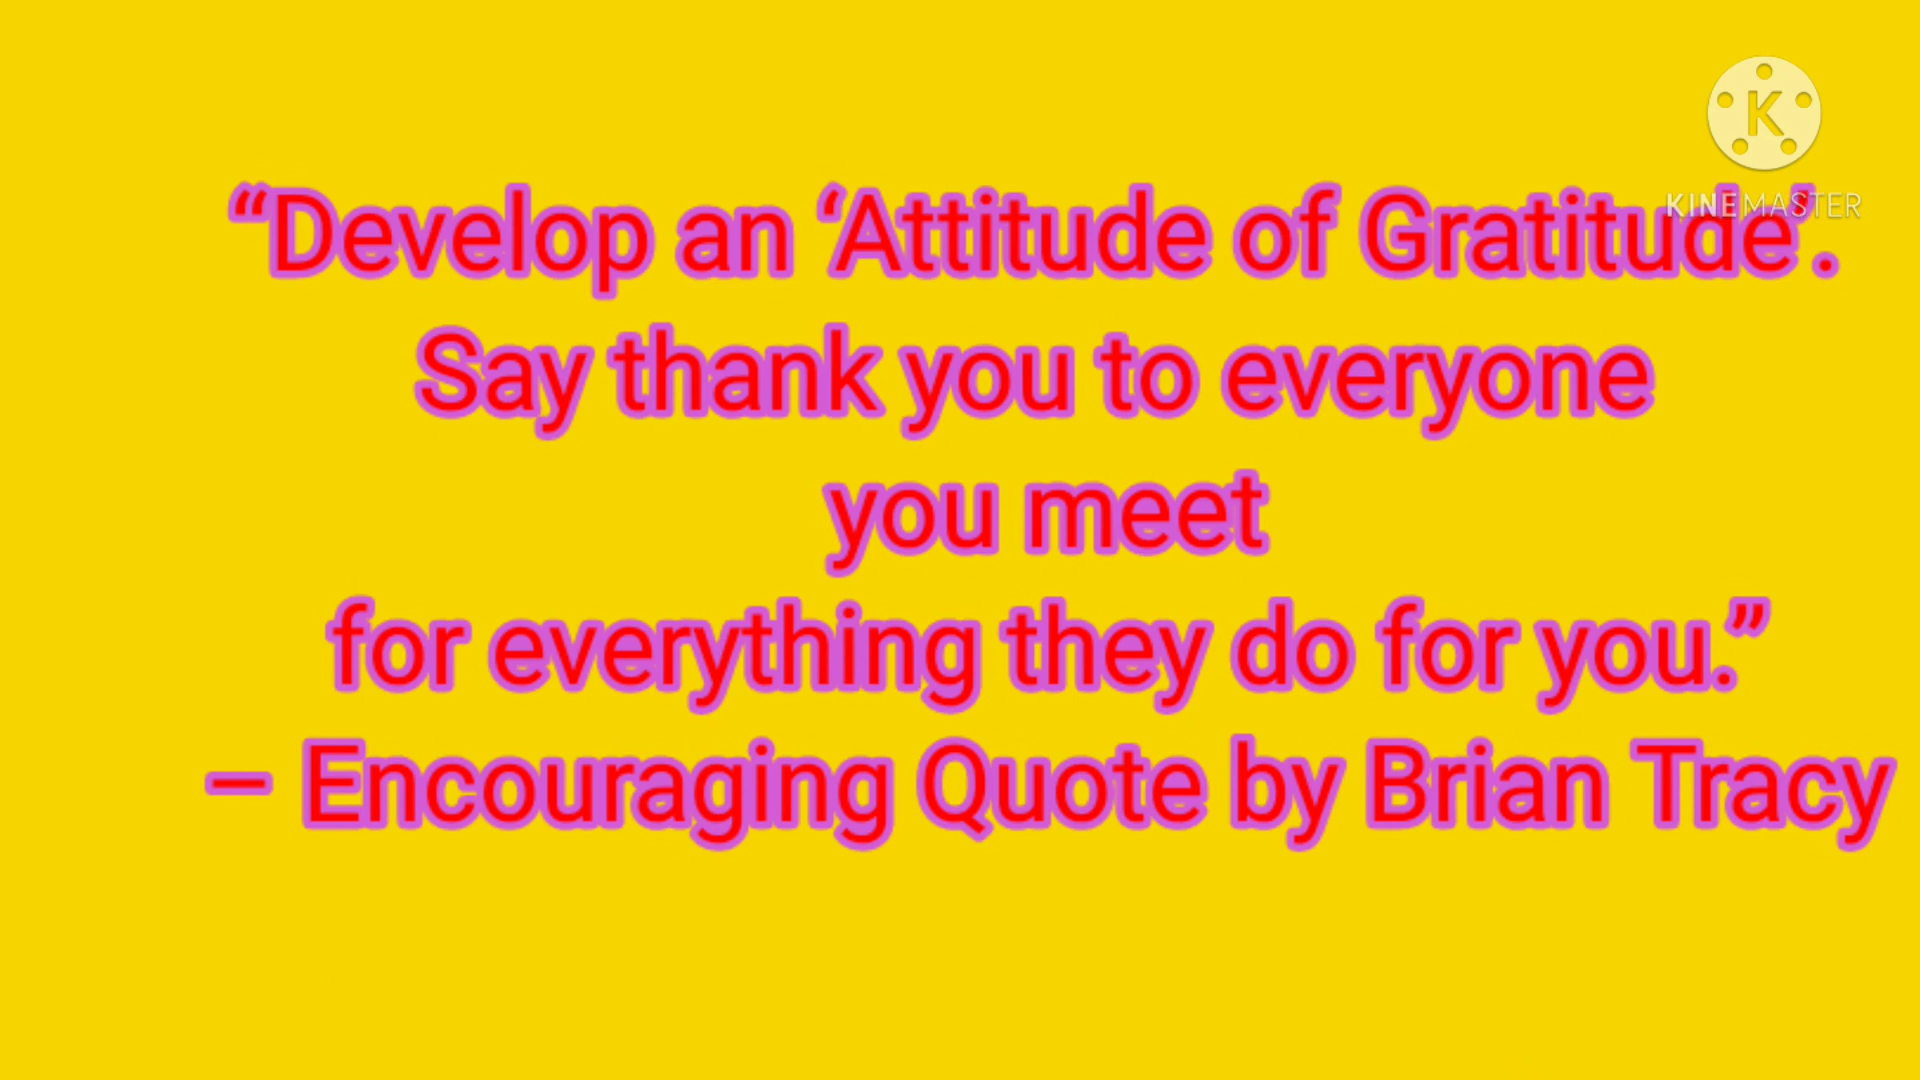 K
KINEMASTER
“Develop an ‘Attitude of Gratitude’.
Say thank you to everyone
you meet
for everything they do for you.”
– Encouraging Quote by Brian Tracy